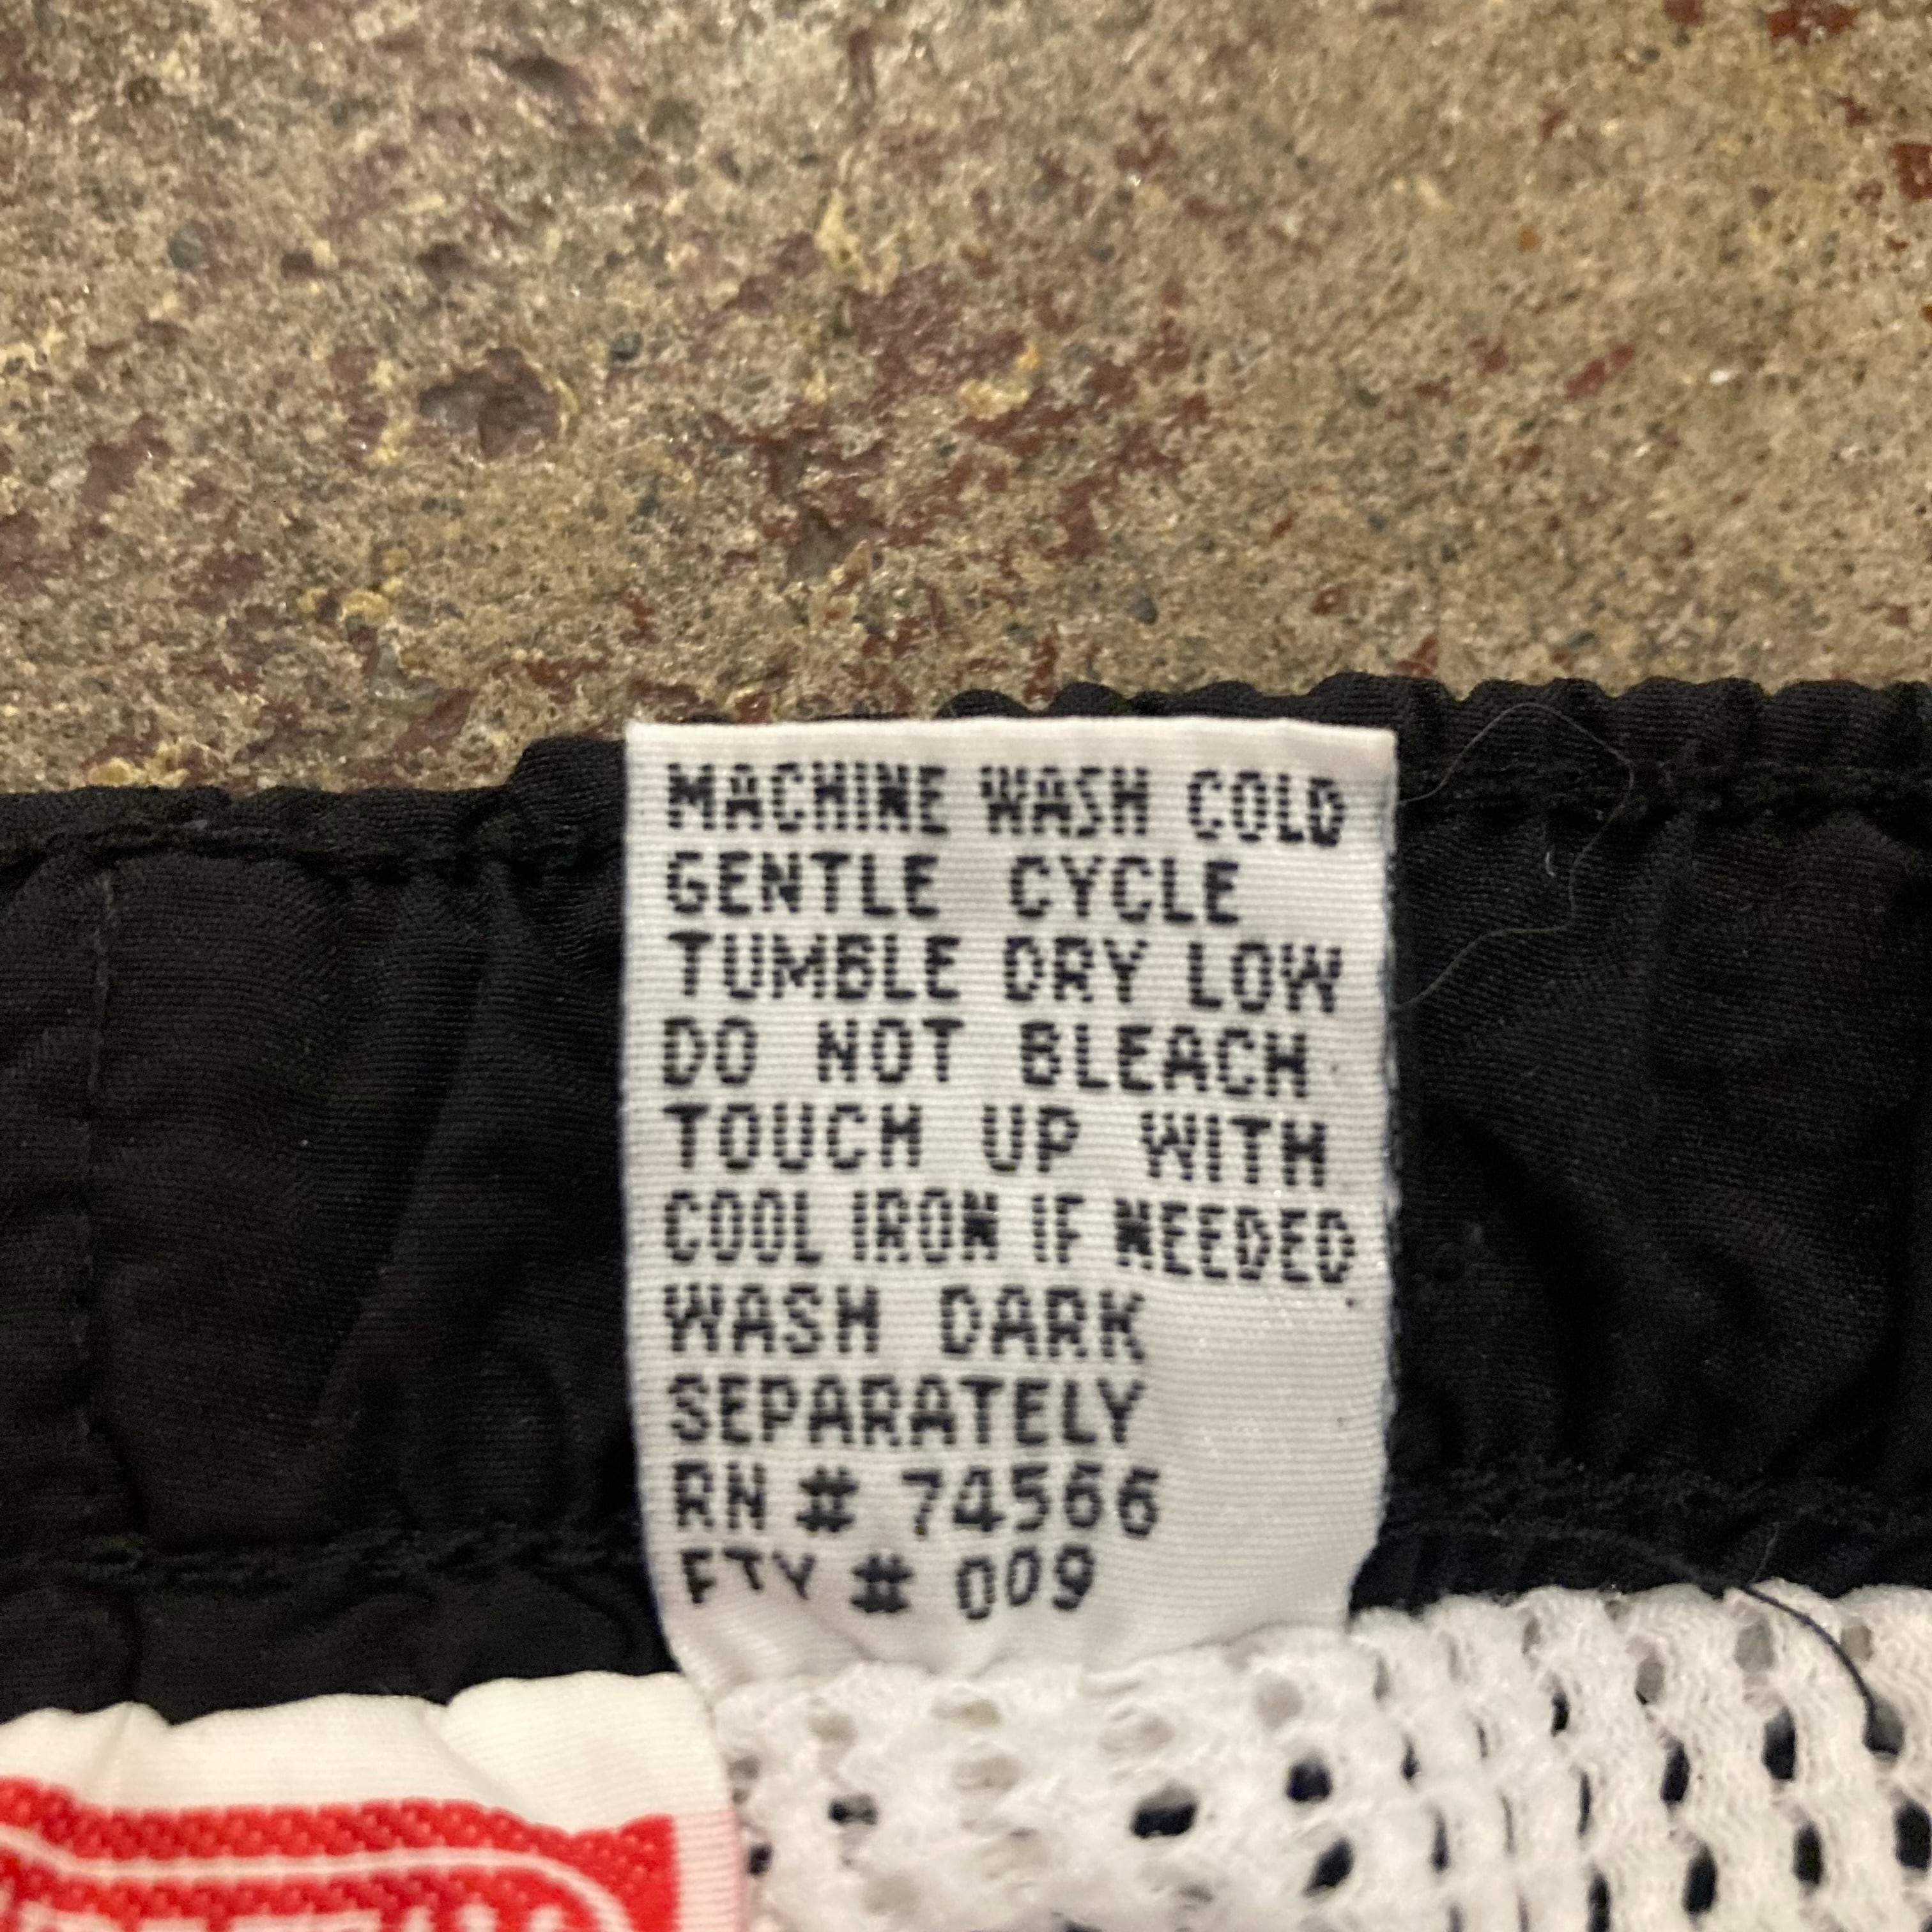 MACHINE WASH COLD
GENTLE CYCLE
TUMBLE DRY LOW
DO NOT BLEACH
TOUCH UP WITH
COOL IRON IF NEEDED
WASH DARK
SEPARATELY
RN # 74566
FTY # 009